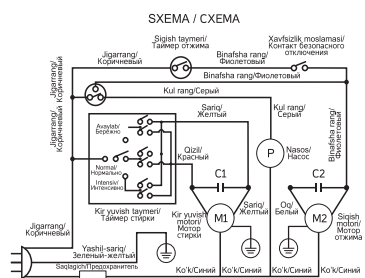 SXEMA / СХЕМА
Jigarrang/
Коричневый
Sigish taymeri/
Таймер отжима
Xavfsizlik moslamasi/
Контакт безопасного
отключения
Binafsha rang/
Фиолетовый
Binafsha rang/Фиолетовый
Jigarrang/
Коричневый
Kul rang/Серый
Jigarrang/
Коричневый
Avaylab/
Бережно
Sariq/
Желтый
Kul rang/
Серый
Binafsha rang/
Фиолетовый
Normal/
Нормально
Qizil/
Красный
P
Nasos/
Насос
Intensiv/
Интенсивно
C1
C2
Kir yuvish taymeri/
Таймер стирки
Kir yuvish
motori/
Мотор
стирки
M1
Sariq/
Желтый
Oq/
Белый
M2
Siqish
motori/
Мотор
отжима
Jigarrang/
Коричневый
Yashil-sariq/
Зеленый-желтый
Saqlagich/Предохранитель
Ko'k/Синий
Ko'k/Синий
Ko'k/Синий